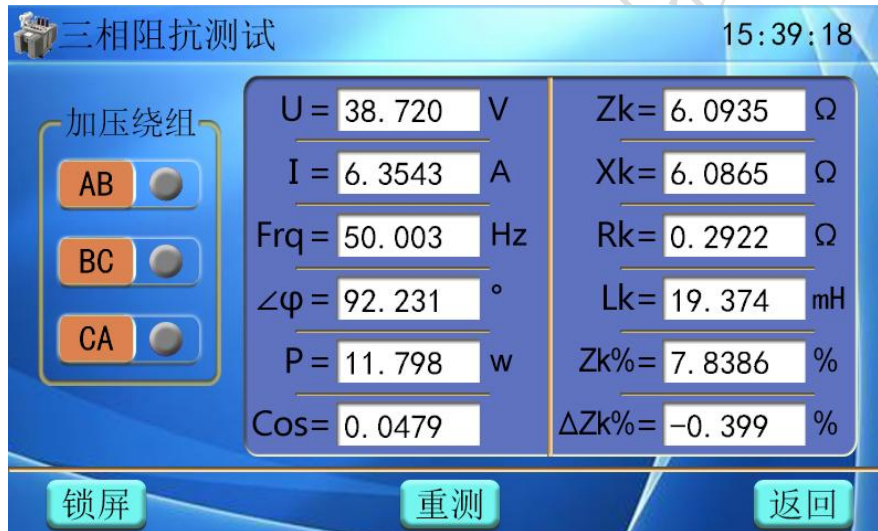 三相阻抗测试 15:39:18
加压绕组
AB
BC
CA
U = 38.720 V
I = 6.3543 A
Frq = 50.003 Hz
∠φ = 92.231 °
P = 11.798 w
Cos= 0.0479
Zk= 6.0935 Ω
Xk= 6.0865 Ω
Rk= 0.2922 Ω
Lk= 19.374 mH
Zk%= 7.8386 %
ΔZk%= -0.399 %
锁屏 重测 返回